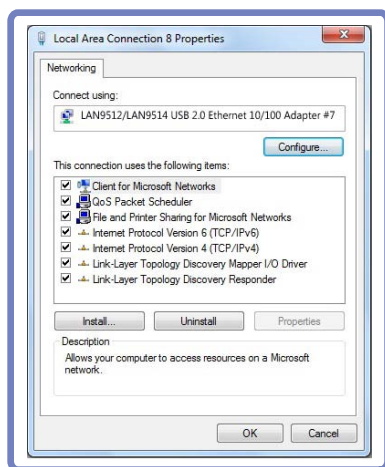 Local Area Connection 8 Properties
Networking
Connect using:
LAN9512/LAN9514 USB 2.0 Ethernet 10/100 Adapter #7
Configure...
This connection uses the following items:
Client for Microsoft Networks
QoS Packet Scheduler
File and Printer Sharing for Microsoft Networks
Internet Protocol Version 6 (TCP/IPv6)
Internet Protocol Version 4 (TCP/IPv4)
Link-Layer Topology Discovery Mapper I/O Driver
Link-Layer Topology Discovery Responder
Install... Uninstall Properties
Description
Allows your computer to access resources on a Microsoft
network.
OK Cancel